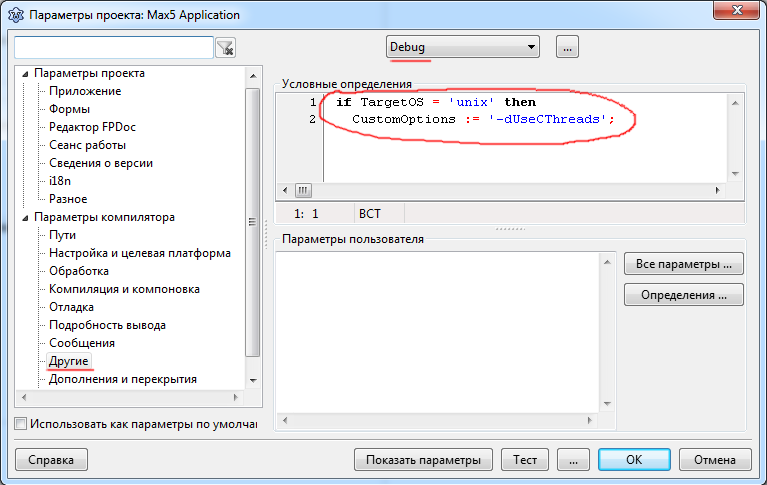 Параметры проекта: Max5 Application
Debug
...
Параметры проекта
Приложение
Формы
Редактор FPDoc
Сеанс работы
Сведения о версии
i18n
Разное
Параметры компилятора
Пути
Настройка и целевая платформа
Обработка
Компиляция и компоновка
Отладка
Подробность вывода
Сообщения
Другие
Дополнения и перекрытия
Использовать как параметры по умолчан
Условные определения
1 if TargetOS = 'unix' then
2 CustomOptions := '-dUseCThreads';
1: 1 ВСТ
Параметры пользователя
Все параметры ...
Определения ...
Справка
Показать параметры
Тест
...
OK
Отмена